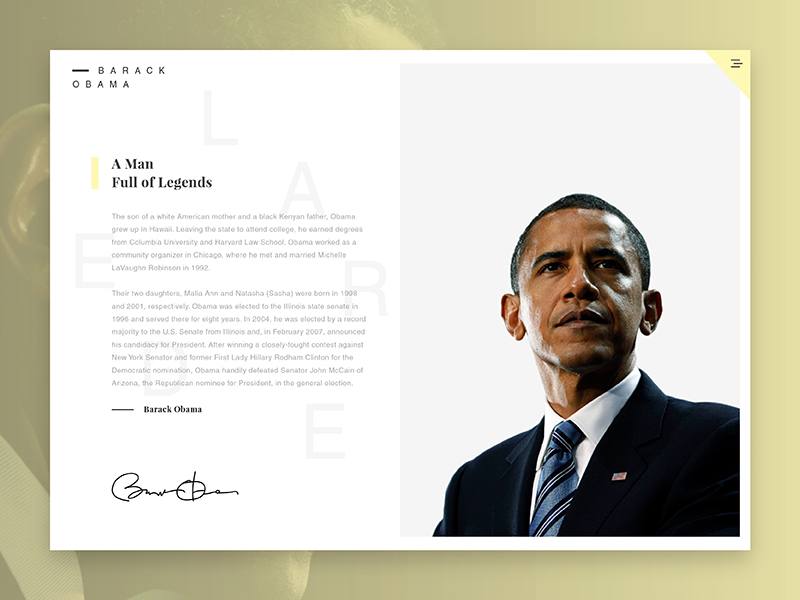 BARACK
OBAMA
A Man
Full of Legends
The son of a white American mother and a black Kenyan father, Obama
grew up in Hawaii. Leaving the state to attend college, he earned degrees
from Columbia University and Harvard Law School. Obama worked as a
community organizer in Chicago, where he met and married Michelle
LaVaughn Robinson in 1992.
Their two daughters, Malia Ann and Natasha (Sasha) were born in 1998
and 2001, respectively. Obama was elected to the Illinois state senate in
1996 and served there for eight years. In 2004, he was elected by a record
majority to the U.S. Senate from Illinois and, in February 2007, announced
his candidacy for President. After winning a closely-fought contest against
New York Senator and former First Lady Hillary Rodham Clinton for the
Democratic nomination, Obama handily defeated Senator John McCain of
Arizona, the Republican nominee for President, in the general election.
Barack Obama
L
A
E
R
D
E